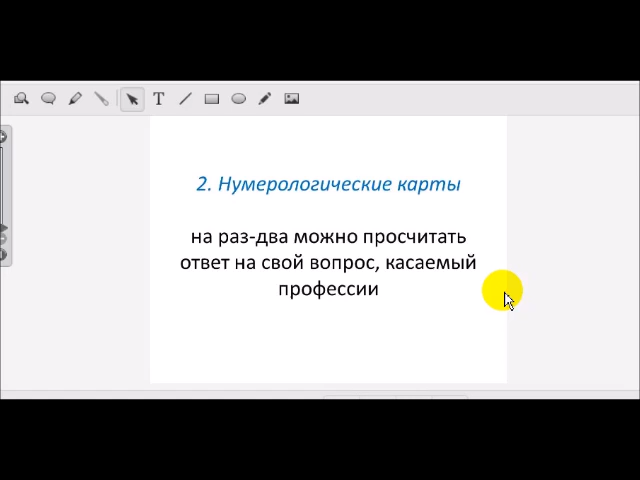 T
2. Нумерологические карты
на раз-два можно просчитать
ответ на свой вопрос, касаемый
профессии